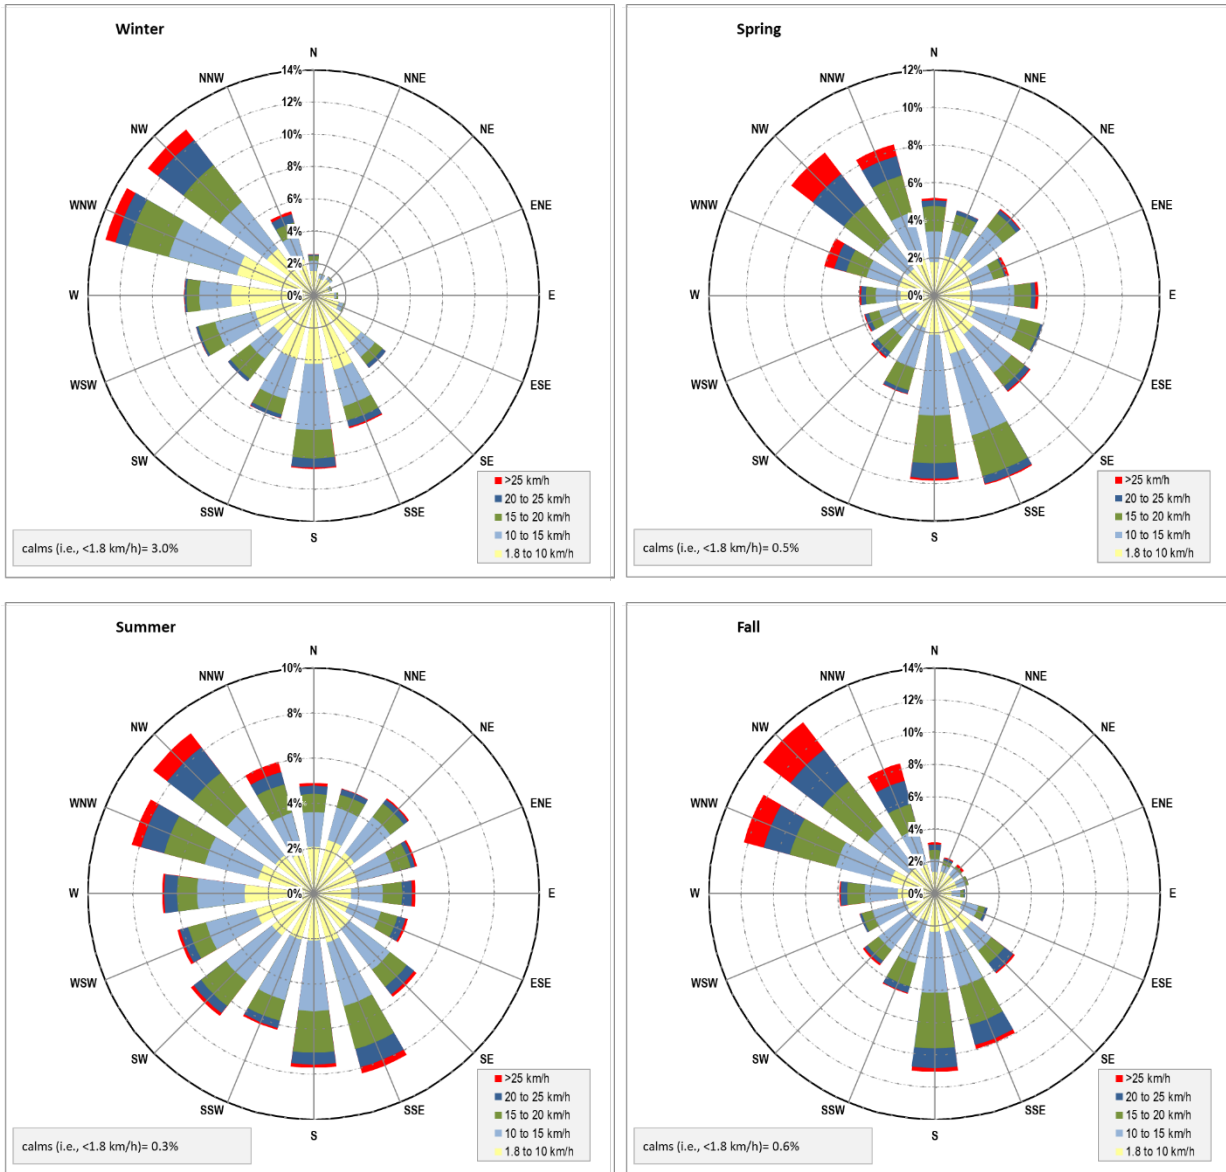 Winter
N
NNE
NE
ENE
E
ESE
SE
SSE
S
SSW
SW
WSW
W
WNW
NW
NNW
14%
12%
10%
8%
6%
4%
2%
0%
>25 km/h
20 to 25 km/h
15 to 20 km/h
10 to 15 km/h
1.8 to 10 km/h
calms (i.e., <1.8 km/h)= 3.0%
Spring
N
NNE
NE
ENE
E
ESE
SE
SSE
S
SSW
SW
WSW
W
WNW
NW
NNW
12%
10%
8%
6%
4%
2%
0%
>25 km/h
20 to 25 km/h
15 to 20 km/h
10 to 15 km/h
1.8 to 10 km/h
calms (i.e., <1.8 km/h)= 0.5%
Summer
N
NNE
NE
ENE
E
ESE
SE
SSE
S
SSW
SW
WSW
W
WNW
NW
NNW
10%
8%
6%
4%
2%
0%
>25 km/h
20 to 25 km/h
15 to 20 km/h
10 to 15 km/h
1.8 to 10 km/h
calms (i.e., <1.8 km/h)= 0.3%
Fall
N
NNE
NE
ENE
E
ESE
SE
SSE
S
SSW
SW
WSW
W
WNW
NW
NNW
14%
12%
10%
8%
6%
4%
2%
0%
>25 km/h
20 to 25 km/h
15 to 20 km/h
10 to 15 km/h
1.8 to 10 km/h
calms (i.e., <1.8 km/h)= 0.6%